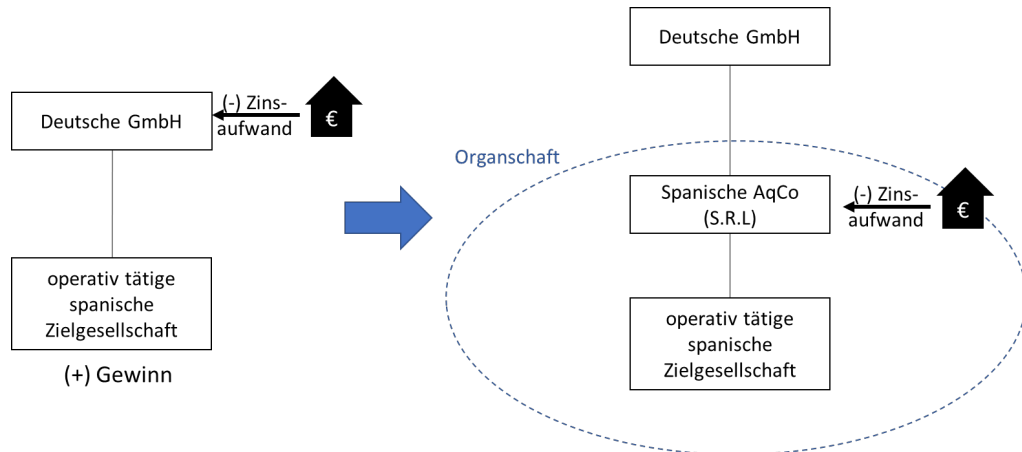 Deutsche GmbH
(-) Zins-
aufwand
€
operativ tätige
spanische
Zielgesellschaft
(+) Gewinn
Deutsche GmbH
Organschaft
Spanische AqCo
(S.R.L)
(-) Zins-
aufwand
€
operativ tätige
spanische
Zielgesellschaft